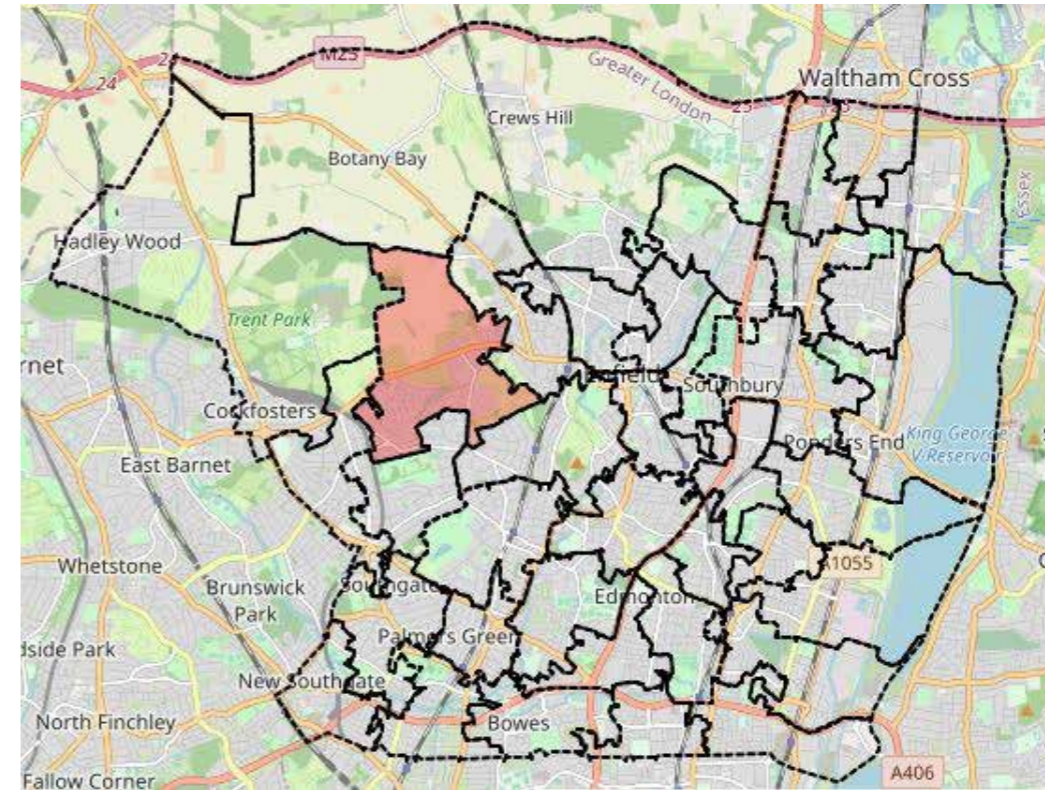 M25
24
Waltham Cross
Greater London
25
25
Crews Hill
Botany Bay
Essex
Hadley Wood
Trent Park
rnet
Enfield
Southbury
Cockfosters
King George
V Reservoir
Ponders End
East Barnet
Whetstone
A1055
Brunswick
Park
Southgate
Edmonton
Palmers Green
dside Park
New Southgate
North Finchley
Bowes
Fallow Corner
A406